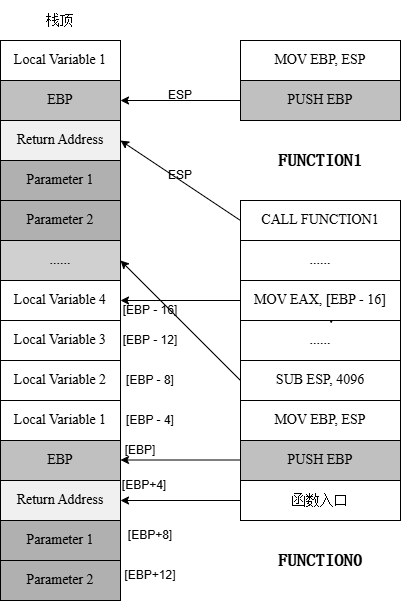 栈顶
Local Variable 1
EBP
Return Address
Parameter 1
Parameter 2
......
Local Variable 4
Local Variable 3
Local Variable 2
Local Variable 1
EBP
Return Address
Parameter 1
Parameter 2
ESP
ESP
[EBP - 16]
[EBP - 12]
[EBP - 8]
[EBP - 4]
[EBP]
[EBP+4]
[EBP+8]
[EBP+12]
MOV EBP, ESP
PUSH EBP
FUNCTION1
CALL FUNCTION1
......
MOV EAX, [EBP - 16]
......
SUB ESP, 4096
MOV EBP, ESP
PUSH EBP
函数入口
FUNCTION0